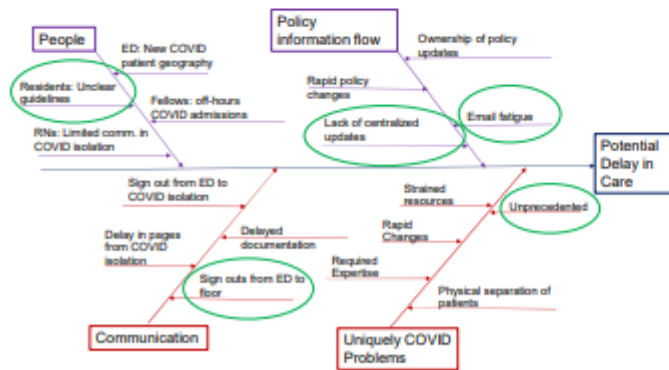 People
ED: New COVID
patient geography
Residents: Unclear
guidelines
Fellows: off-hours
COVID admissions
RNs: Limited comm. in
COVID isolation
Policy
information flow
Ownership of policy
updates
Rapid policy
changes
Email fatigue
Lack of centralized
updates
Potential
Delay in
Care
Sign out from ED to
COVID isolation
Delayed
documentation
Delay in pages from COVID
isolation
Sign outs from ED to
floor
Communication
Strained
resources
Unprecedented
Rapid
Changes
Required
Expertise
Physical separation of
patients
Uniquely COVID
Problems